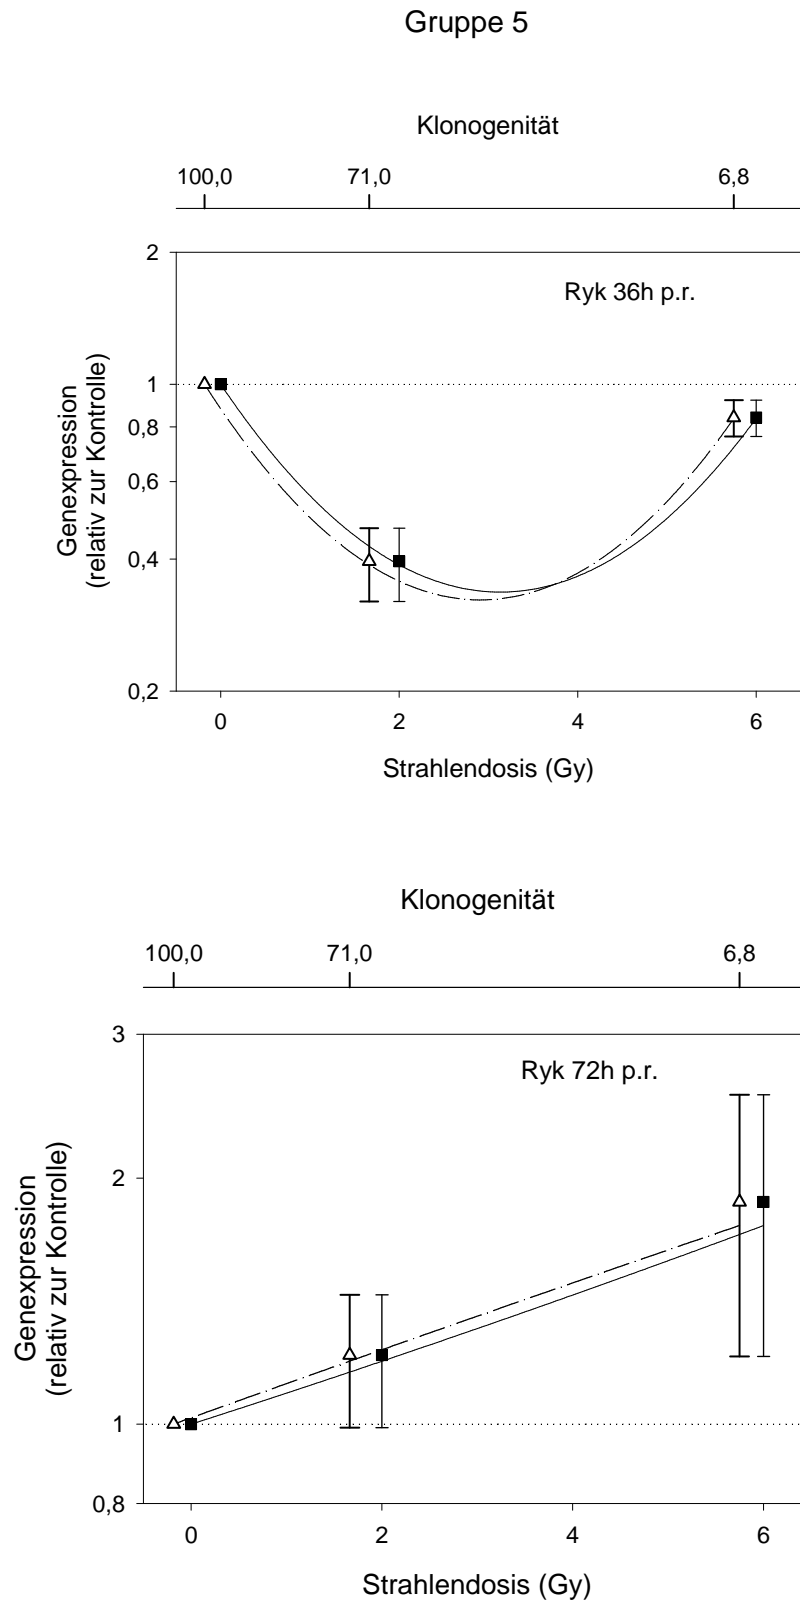 Gruppe 5
Klonogenität
100,0 71,0 6,8
2
Ryk 36h p.r.
1
0,8
0,6
0,4
0,2
Genexpression
(relativ zur Kontrolle)
0 2 4 6
Strahlendosis (Gy)
Klonogenität
100,0 71,0 6,8
3
Ryk 72h p.r.
2
1
0,8
Genexpression
(relativ zur Kontrolle)
0 2 4 6
Strahlendosis (Gy)